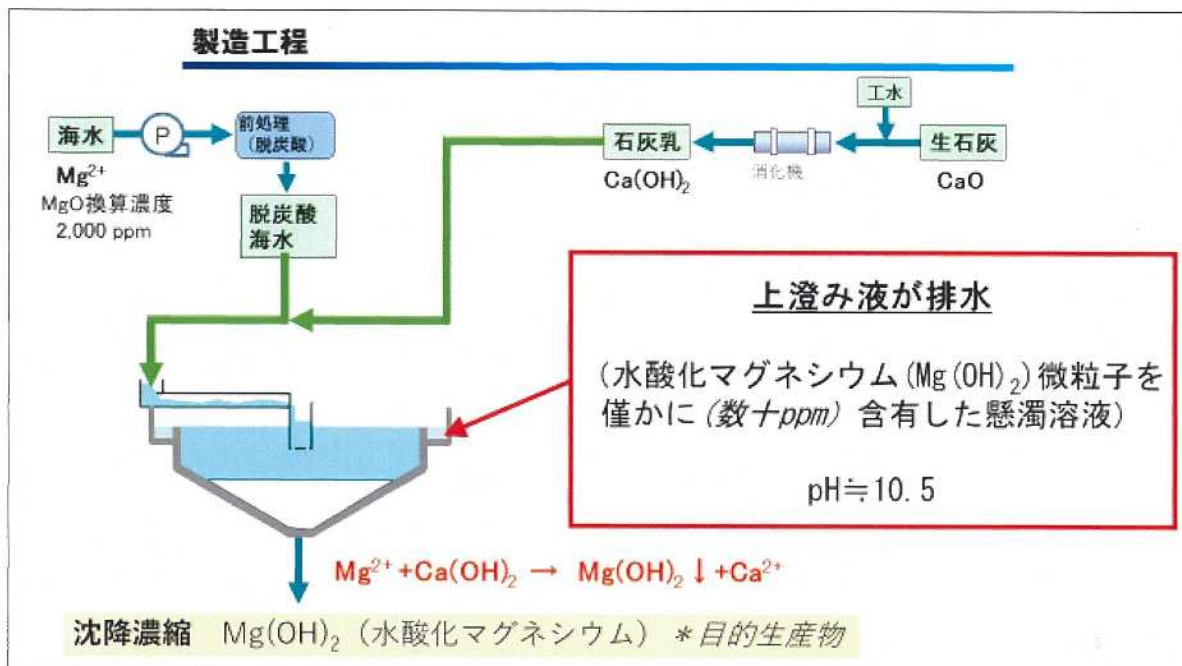 製造工程
海水
P
前処理
(脱炭酸)
Mg²⁺
MgO換算濃度
2,000 ppm
脱炭酸
海水
石灰乳
Ca(OH)₂
消化機
工水
生石灰
CaO
上澄み液が排水
(水酸化マグネシウム(Mg(OH)₂)微粒子を
僅かに(数十ppm) 含有した懸濁溶液)
pH≒10.5
Mg²⁺+Ca(OH)₂ → Mg(OH)₂↓+Ca²⁺
沈降濃縮 Mg(OH)₂ (水酸化マグネシウム) *目的生産物